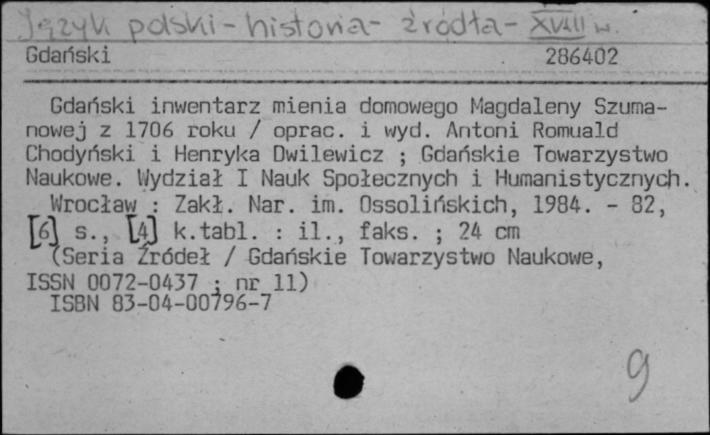 Język polski - historia - źródła - XVIII w.
Gdański 286402
Gdański inwentarz mienia domowego Magdaleny Szuma-
nowej z 1706 roku / oprac. i wyd. Antoni Romuald
Chodyński i Henryka Dwilewicz ; Gdańskie Towarzystwo
Naukowe. Wydział I Nauk Społecznych i Humanistycznych.
Wrocław : Zakł. Nar. im. Ossolińskich, 1984. - 82,
[6] s., [4] k.tabl. : il., faks. ; 24 cm
(Seria Źródeł / Gdańskie Towarzystwo Naukowe,
ISSN 0072-0437 ; nr 11)
ISBN 83-04-00796-7
9